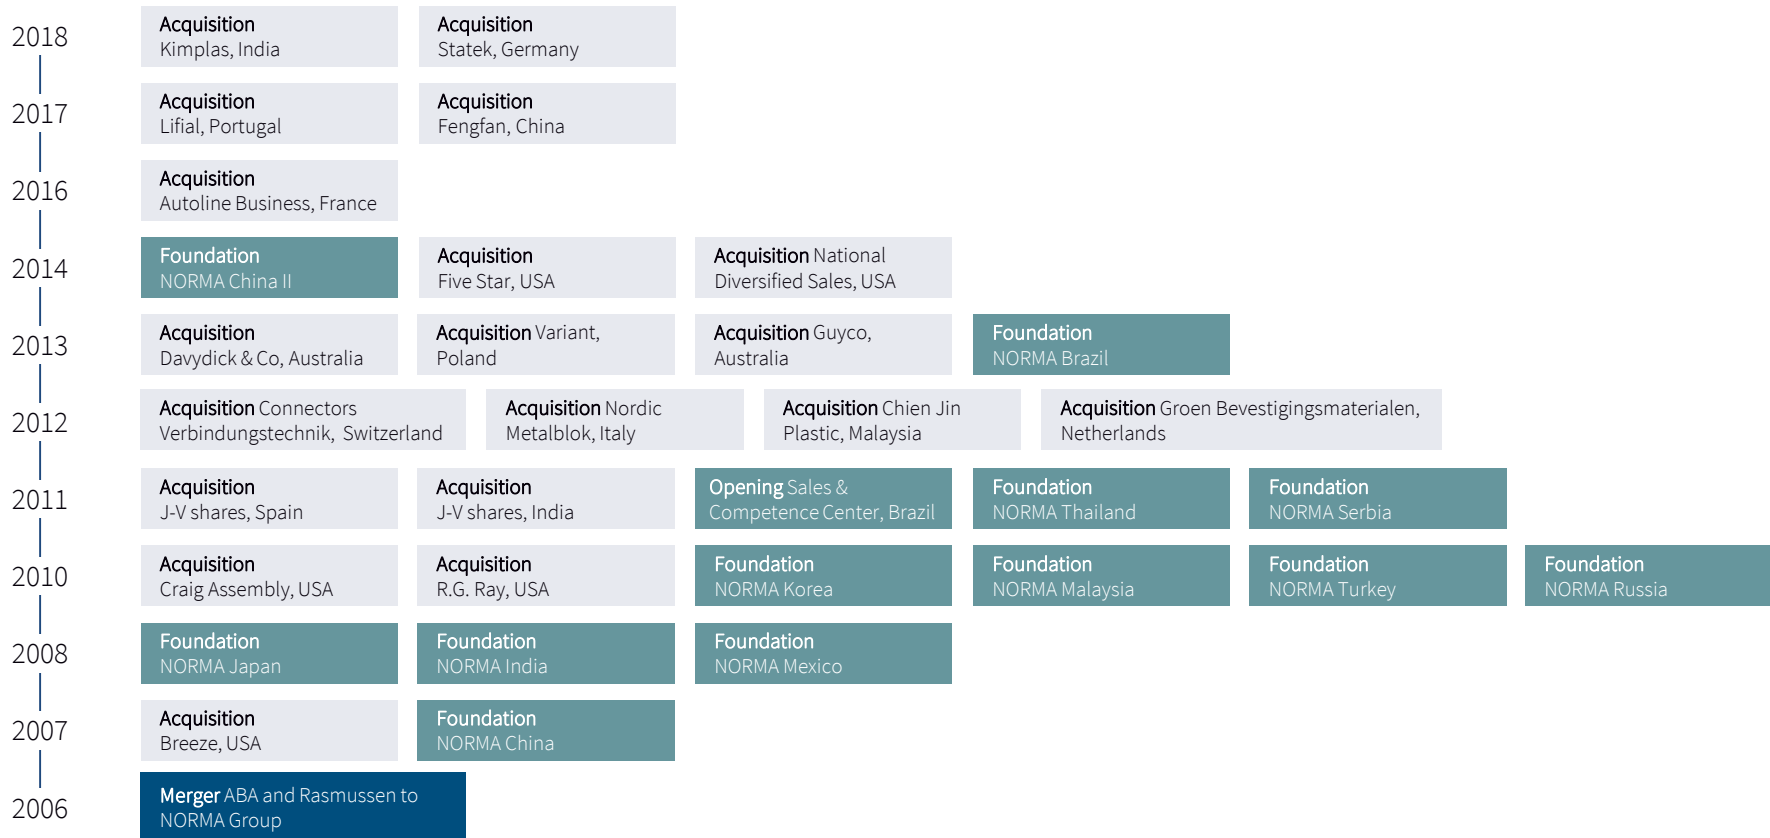 2018
Acquisition
Kimplas, India
Acquisition
Statek, Germany
2017
Acquisition
Lifial, Portugal
Acquisition
Fengfan, China
2016
Acquisition
Autoline Business, France
2014
Foundation
NORMA China II
Acquisition
Five Star, USA
Acquisition National
Diversified Sales, USA
2013
Acquisition
Davydick & Co, Australia
Acquisition Variant,
Poland
Acquisition Guyco,
Australia
Foundation
NORMA Brazil
2012
Acquisition Connectors
Verbindungstechnik, Switzerland
Acquisition Nordic
Metalblok, Italy
Acquisition Chien Jin
Plastic, Malaysia
Acquisition Groen Bevestigingsmaterialen,
Netherlands
2011
Acquisition
J-V shares, Spain
Acquisition
J-V shares, India
Opening Sales &
Competence Center, Brazil
Foundation
NORMA Thailand
Foundation
NORMA Serbia
2010
Acquisition
Craig Assembly, USA
Acquisition
R.G. Ray, USA
Foundation
NORMA Korea
Foundation
NORMA Malaysia
Foundation
NORMA Turkey
Foundation
NORMA Russia
2008
Foundation
NORMA Japan
Foundation
NORMA India
Foundation
NORMA Mexico
2007
Acquisition
Breeze, USA
Foundation
NORMA China
2006
Merger ABA and Rasmussen to
NORMA Group